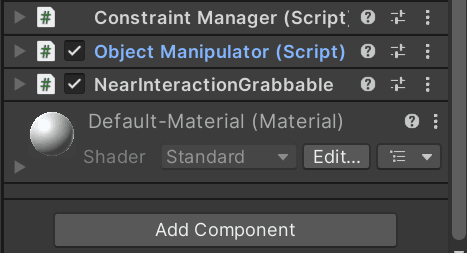 Constraint Manager (Script)
Object Manipulator (Script)
NearInteractionGrabbable
Default-Material (Material)
Shader Standard Edit...
Add Component